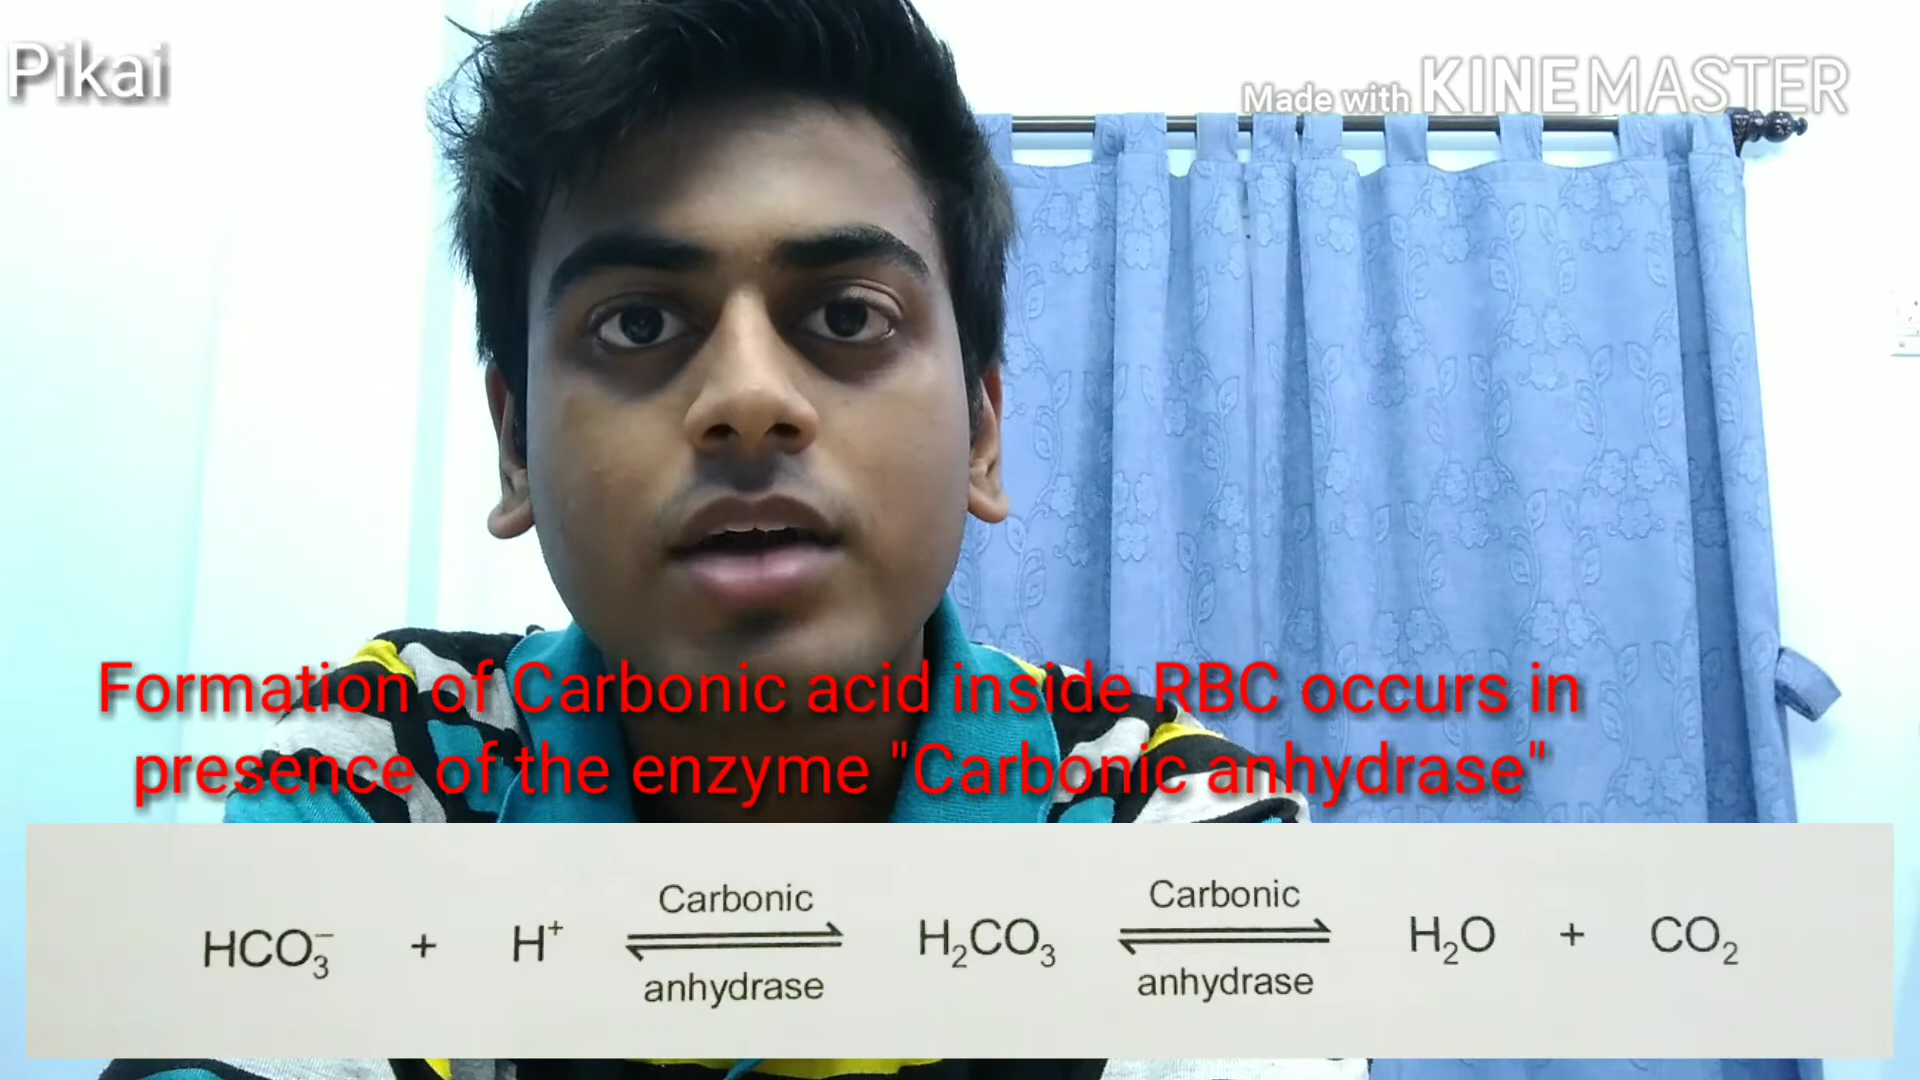 Pikai
Made with KINEMASTER
Formation of Carbonic acid inside RBC occurs in
presence of the enzyme "Carbonic anhydrase"
Carbonic Carbonic
HCO₃⁻ + H⁺ ⇌ H₂CO₃ ⇌ H₂O + CO₂
anhydrase anhydrase